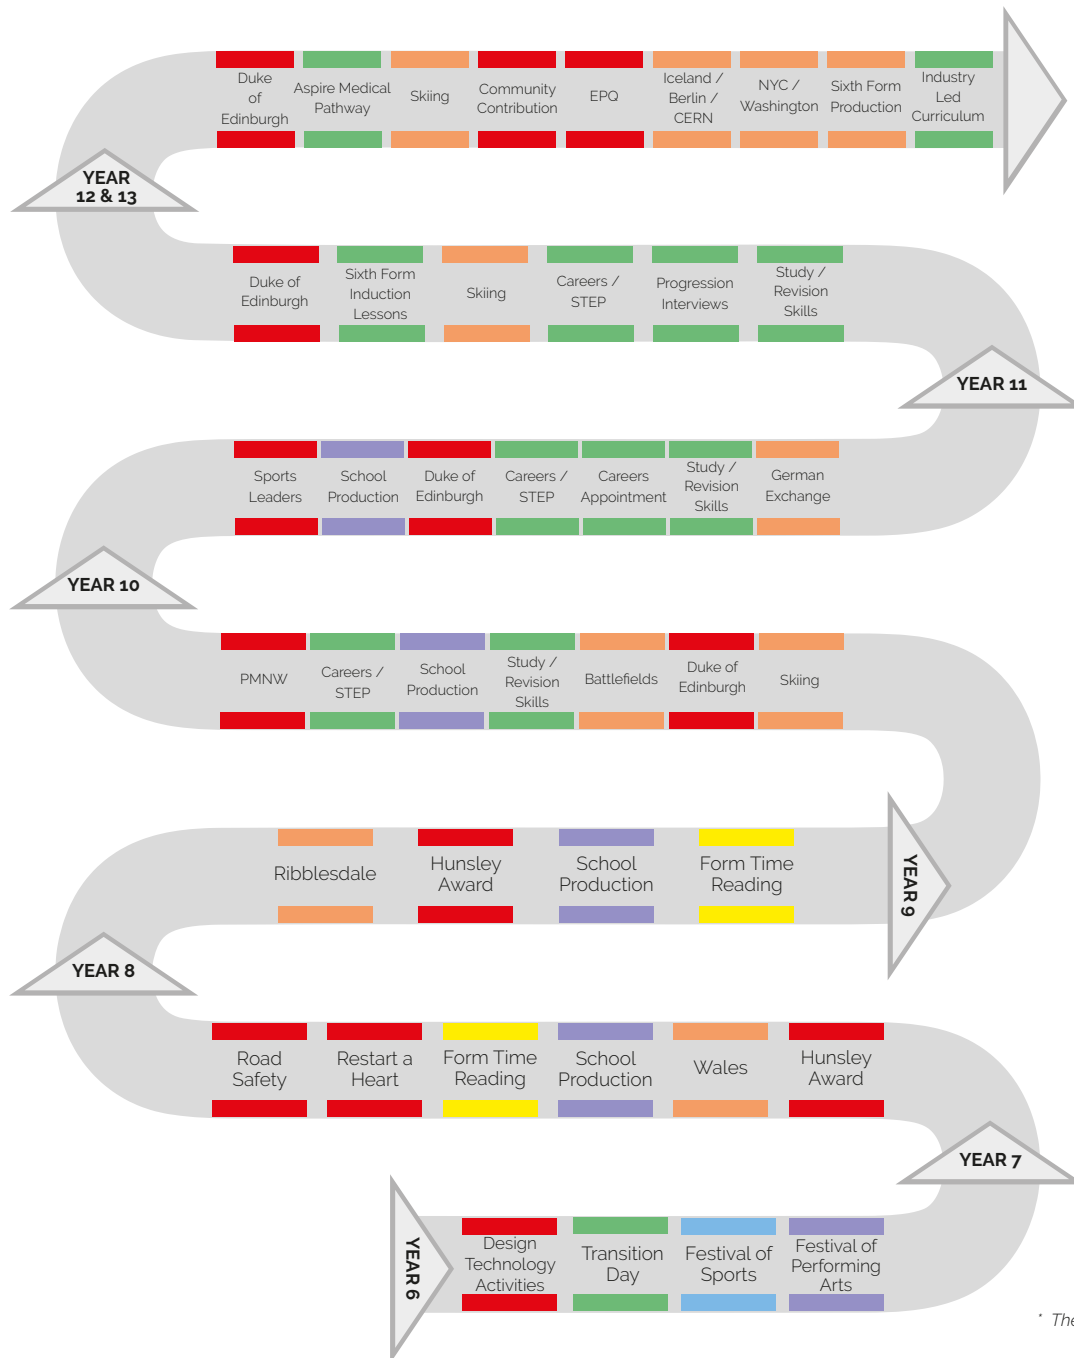 Duke
of
Edinburgh
Aspire Medical
Pathway
Skiing
Community
Contribution
EPQ
Iceland /
Berlin /
CERN
NYC /
Washington
Sixth Form
Production
Industry
Led
Curriculum
YEAR
12 & 13
Duke of
Edinburgh
Sixth Form
Induction
Lessons
Skiing
Careers /
STEP
Progression
Interviews
Study /
Revision
Skills
YEAR 11
Sports
Leaders
School
Production
Duke of
Edinburgh
Careers /
STEP
Careers
Appointment
Study /
Revision
Skills
German
Exchange
YEAR 10
PMNW
Careers /
STEP
School
Production
Study /
Revision
Skills
Battlefields
Duke of
Edinburgh
Skiing
Ribblesdale
Hunsley
Award
School
Production
Form Time
Reading
YEAR 9
YEAR 8
Road
Safety
Restart a
Heart
Form Time
Reading
School
Production
Wales
Hunsley
Award
YEAR 7
YEAR 6
Design
Technology
Activities
Transition
Day
Festival of
Sports
Festival of
Performing
Arts
* The